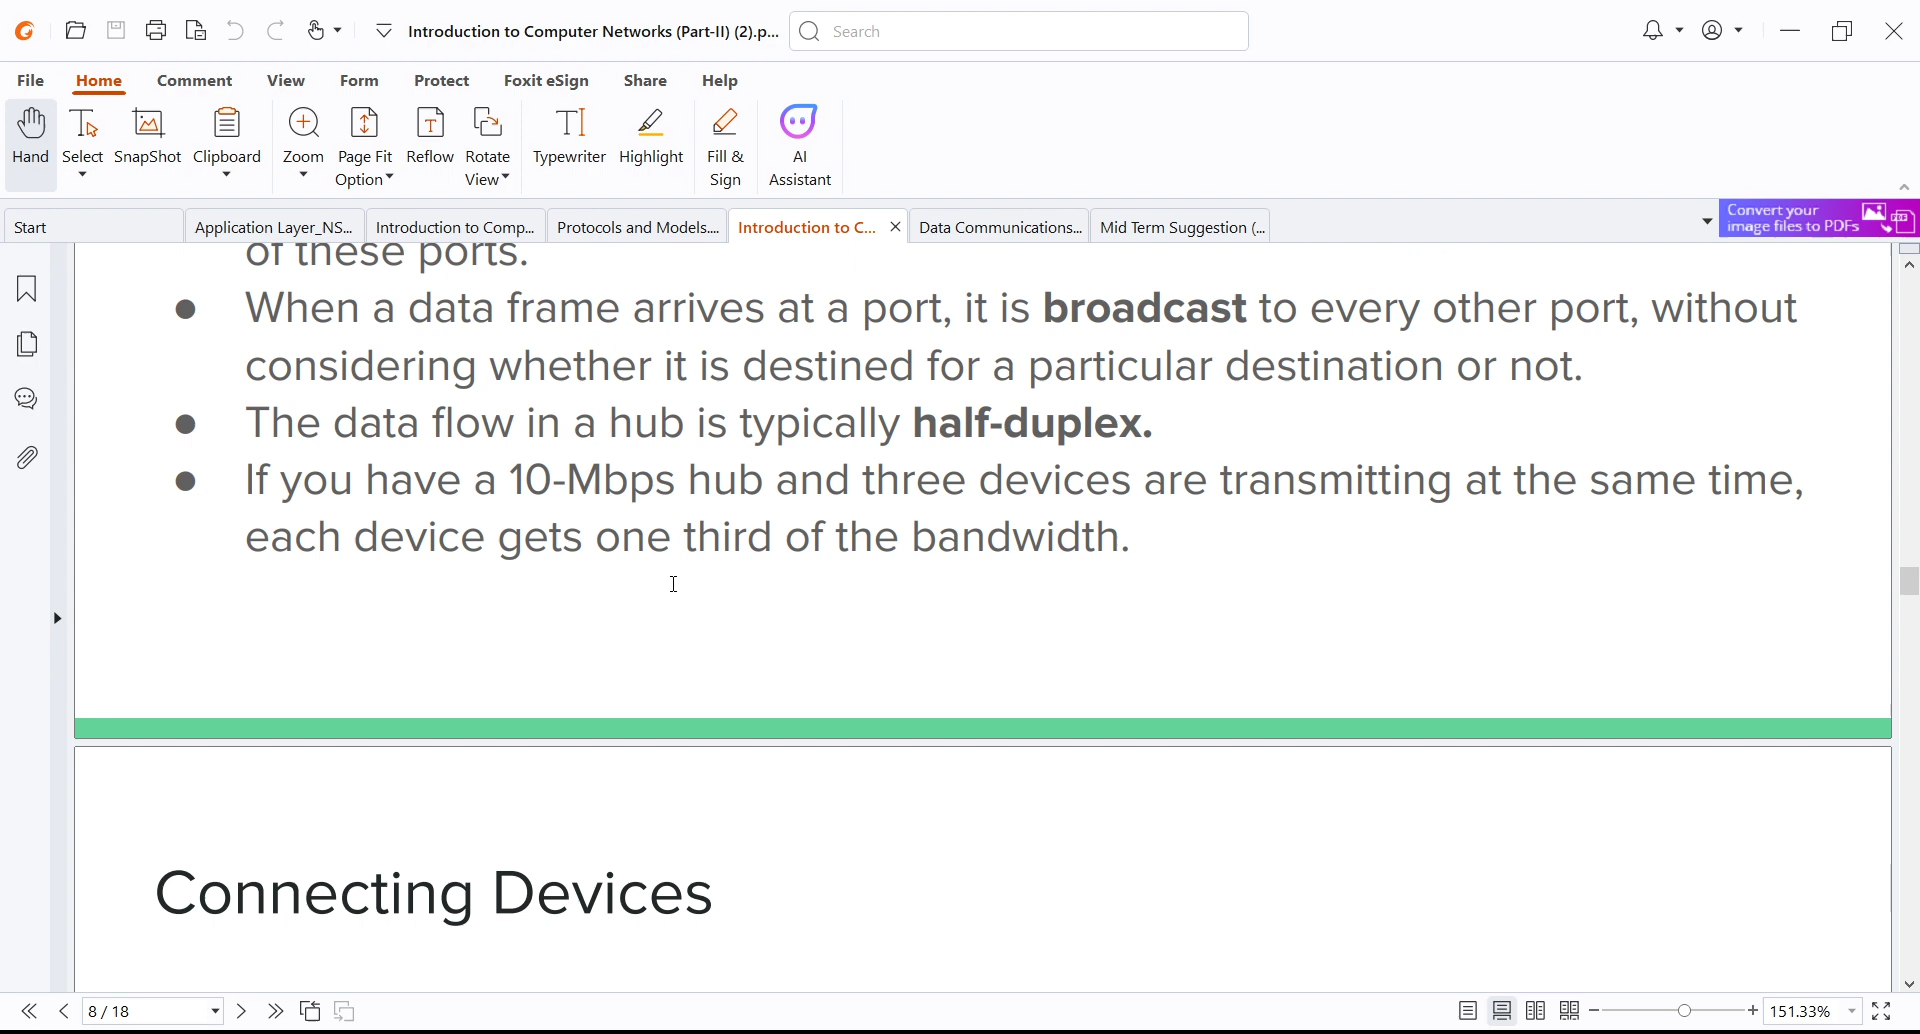 Introduction to Computer Networks (Part-II) (2).p...
Search
File Home Comment View Form Protect Foxit eSign Share Help
Hand Select SnapShot Clipboard Zoom Page Fit Option Reflow Rotate View Typewriter Highlight Fill & Sign AI Assistant
Start Application Layer_NS... Introduction to Comp... Protocols and Models.... Introduction to C... Data Communications... Mid Term Suggestion (...
Convert your
image files to PDFs
of these ports.
● When a data frame arrives at a port, it is broadcast to every other port, without
considering whether it is destined for a particular destination or not.
● The data flow in a hub is typically half-duplex.
● If you have a 10-Mbps hub and three devices are transmitting at the same time,
each device gets one third of the bandwidth.
Connecting Devices
8 / 18
151.33%